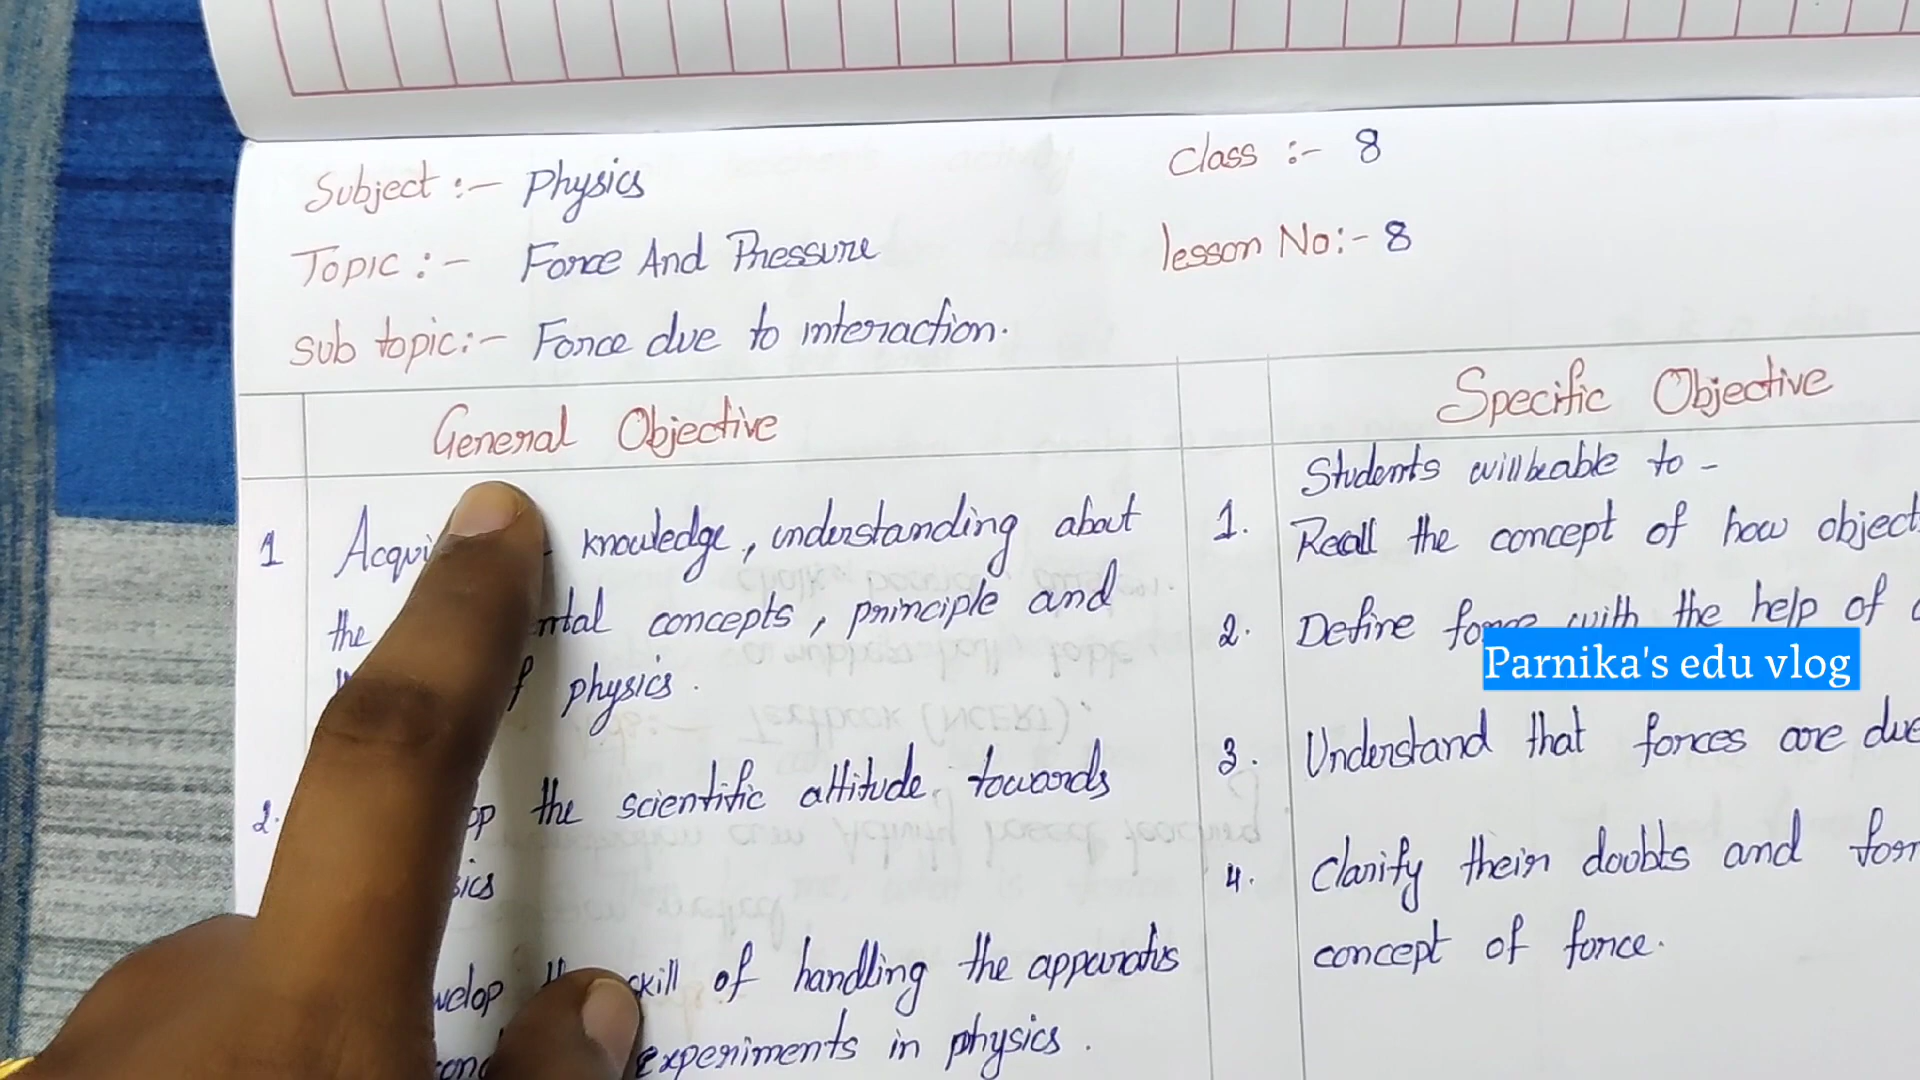 Subject :- Physics
Class :- 8
Topic :- Force And Pressure
lesson No:- 8
Sub topic:- Force due to interaction.
General Objective
Specific Objective
Students will be able to -
1 knowledge, understanding about
the concepts, principle and
physics.
2. the scientific attitude towards
the skill of handling the apparatus
experiments in physics.
1. Recall the concept of how
2. Define force with the help of
3. Understand that forces are due
4. Clarify their doubts and
concept of force.
Parnika's edu vlog